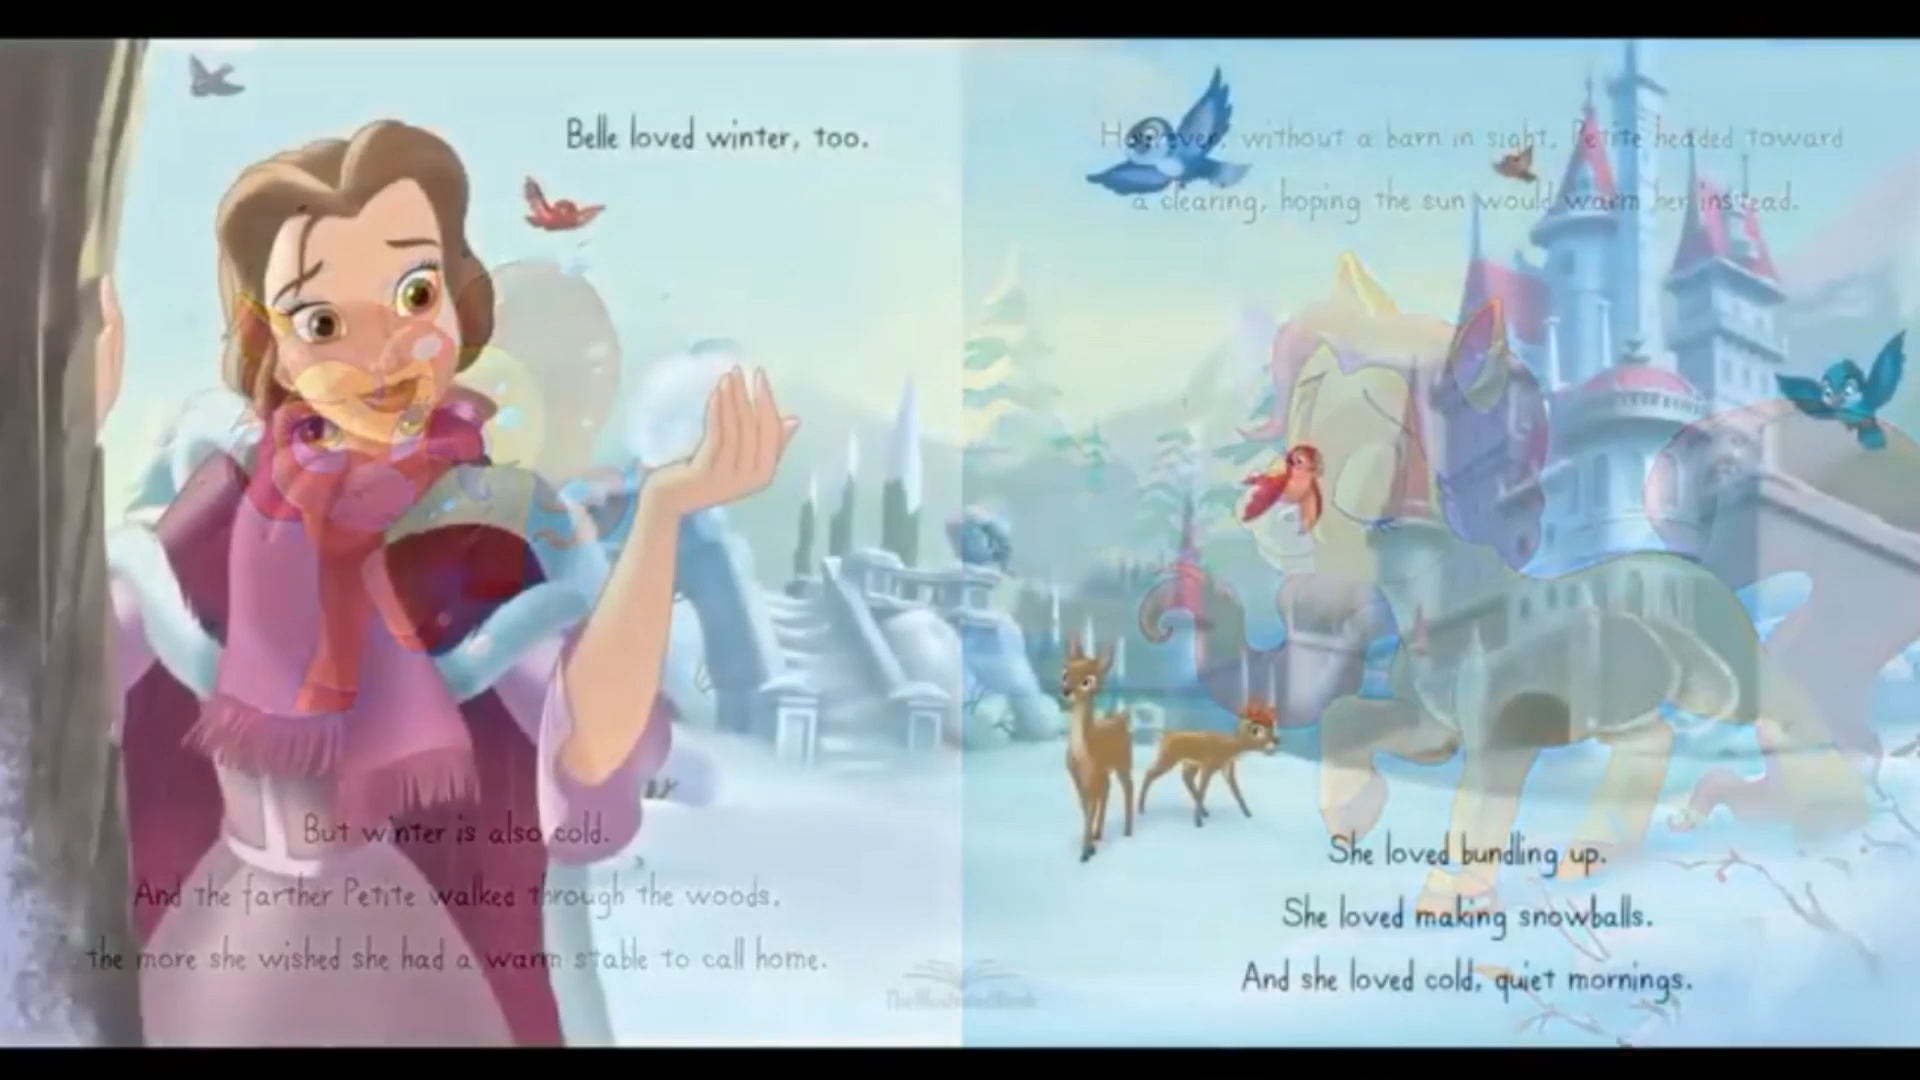 Belle loved winter, too.
But winter is also cold.
And the farther Petite walked through the woods,
the more she wished she had a warm stable to call home.
However, without a barn in sight, Petite headed toward
a clearing, hoping the sun would warm her instead.
She loved bundling up.
She loved making snowballs.
And she loved cold, quiet mornings.